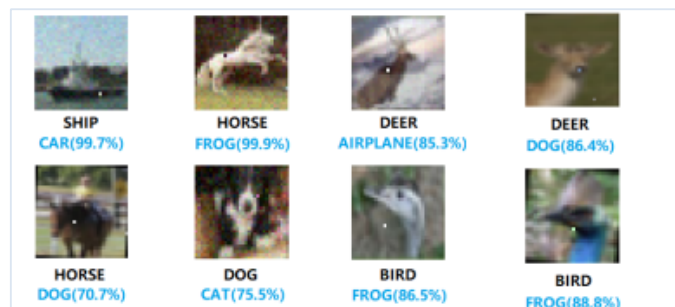 SHIP
CAR(99.7%)
HORSE
FROG(99.9%)
DEER
AIRPLANE(85.3%)
DEER
DOG(86.4%)
HORSE
DOG(70.7%)
DOG
CAT(75.5%)
BIRD
FROG(86.5%)
BIRD
FROG(88.8%)